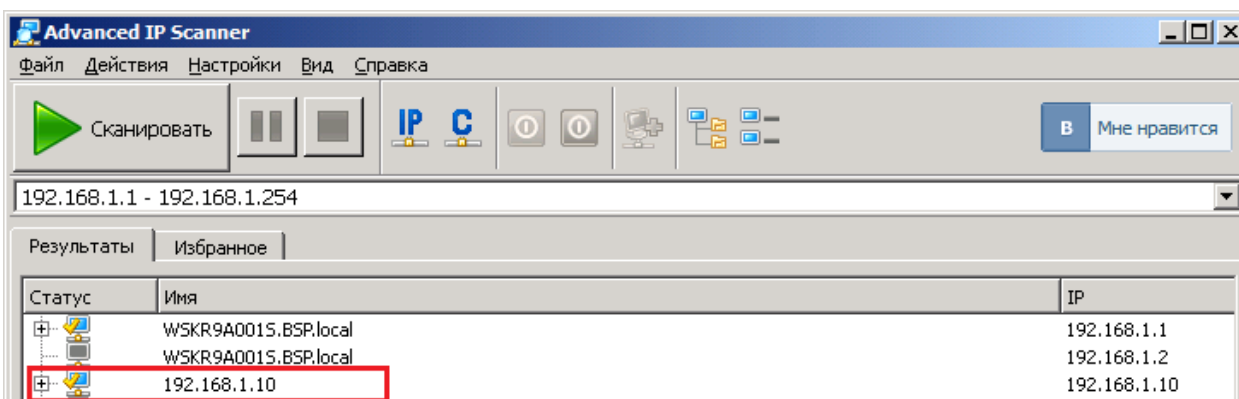 Advanced IP Scanner
Файл Действия Настройки Вид Справка
Сканировать IP C B Мне нравится
192.168.1.1 - 192.168.1.254
Результаты Избранное
Статус Имя IP
WSKR9A001S.BSP.local 192.168.1.1
WSKR9A001S.BSP.local 192.168.1.2
192.168.1.10 192.168.1.10